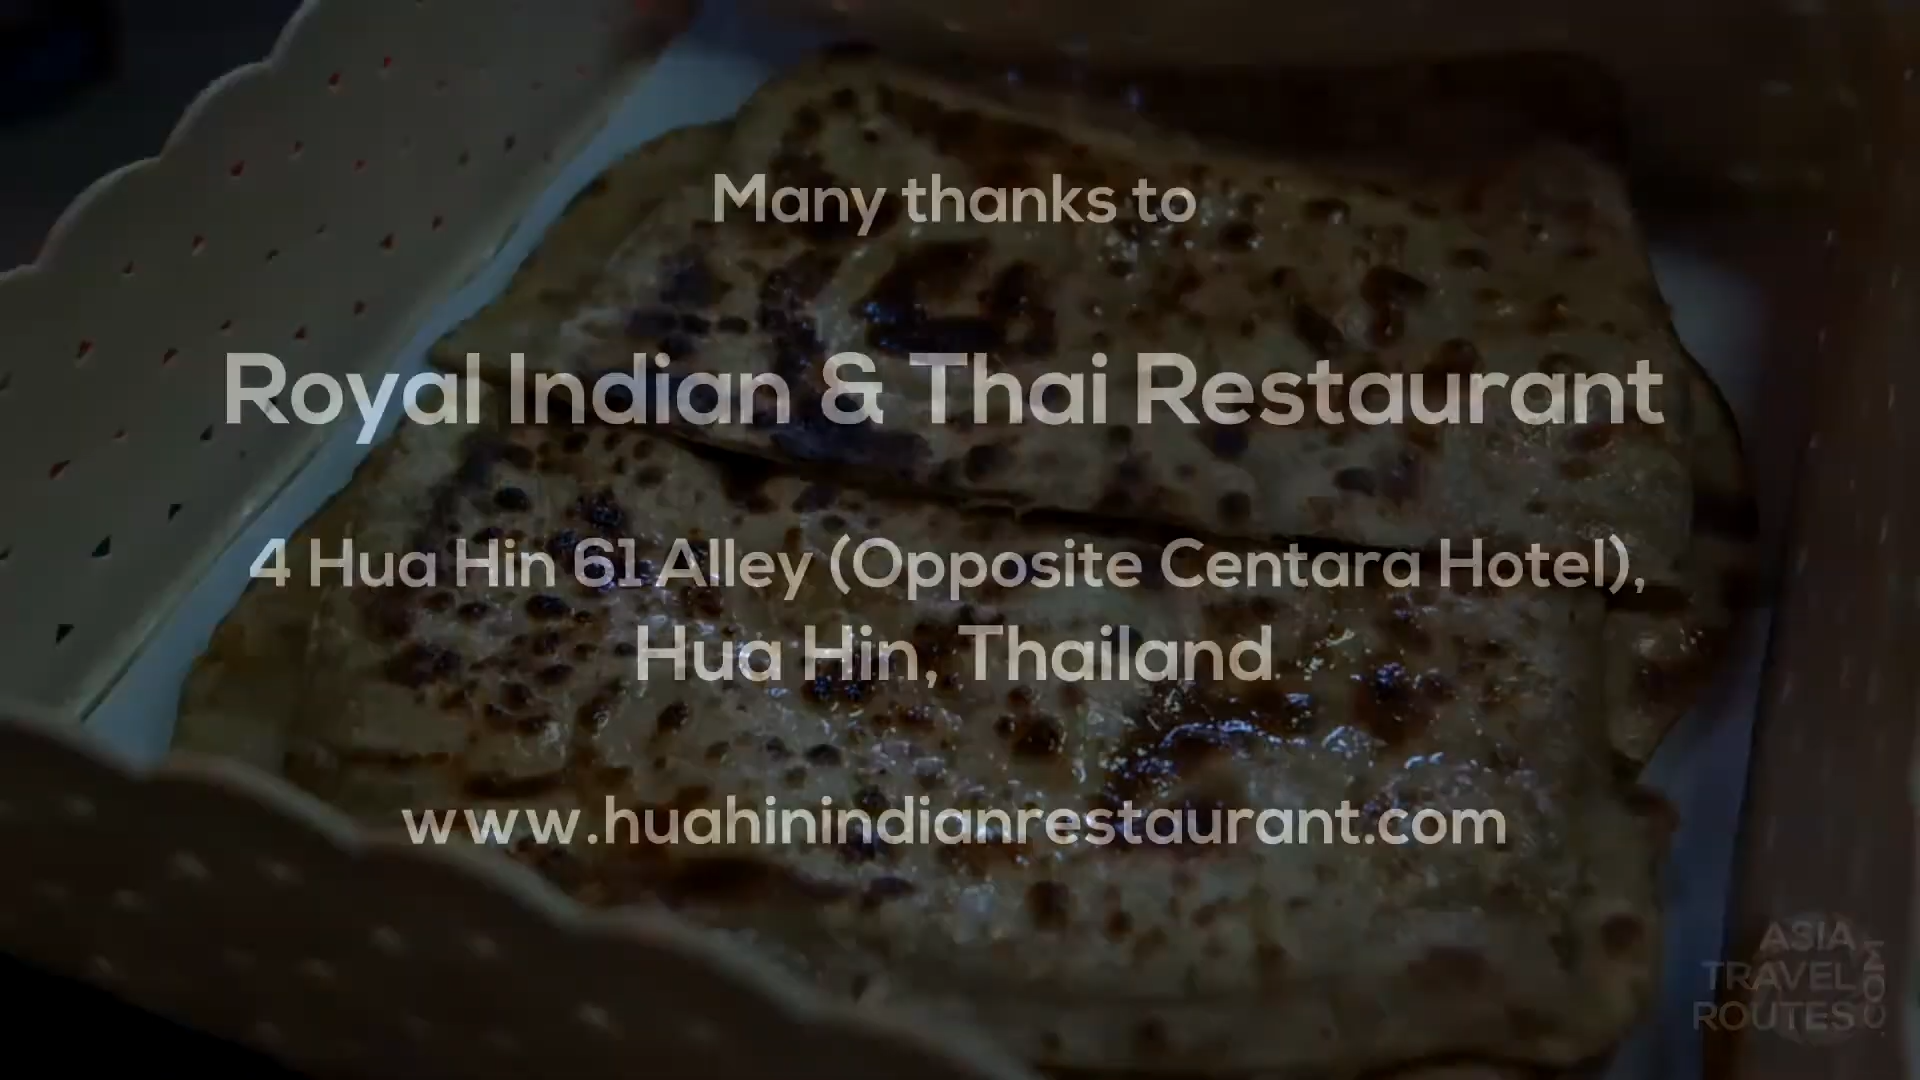 Many thanks to
Royal Indian & Thai Restaurant
4 Hua Hin 61 Alley (Opposite Centara Hotel),
Hua Hin, Thailand
www.huahinindianrestaurant.com
ASIA
TRAVEL
ROUTES
.COM